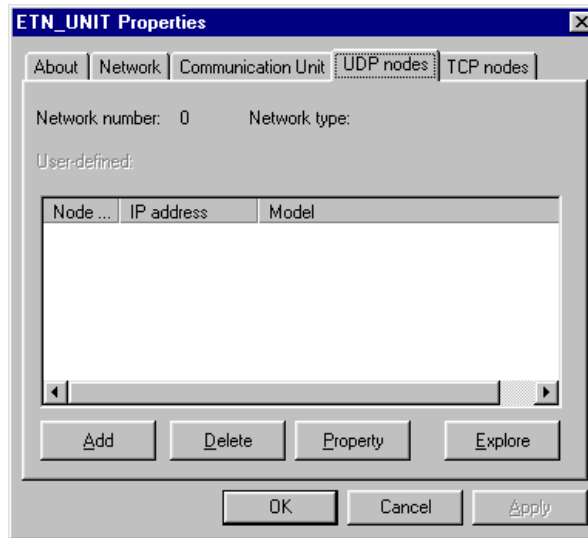 ETN_UNIT Properties
About Network Communication Unit UDP nodes TCP nodes
Network number: 0 Network type:
User-defined:
Node ... IP address Model
Add Delete Property Explore
OK Cancel Apply